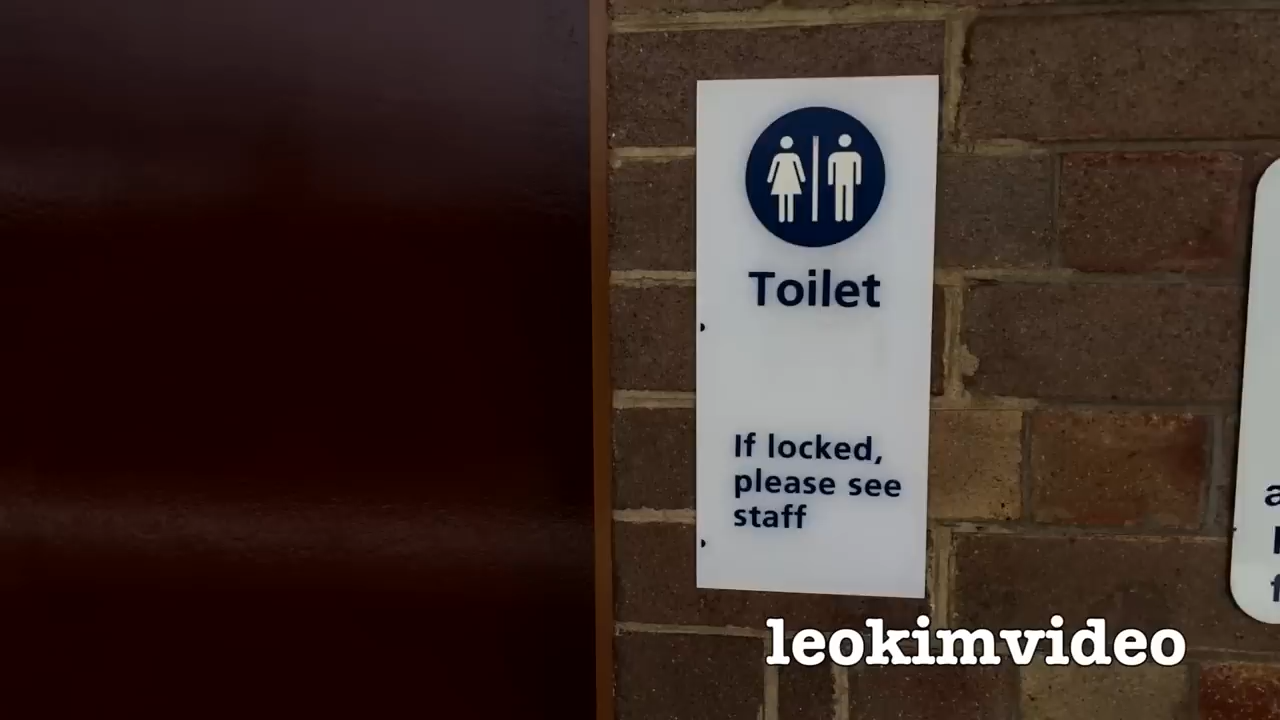 Toilet
If locked,
please see
staff
leokimvideo